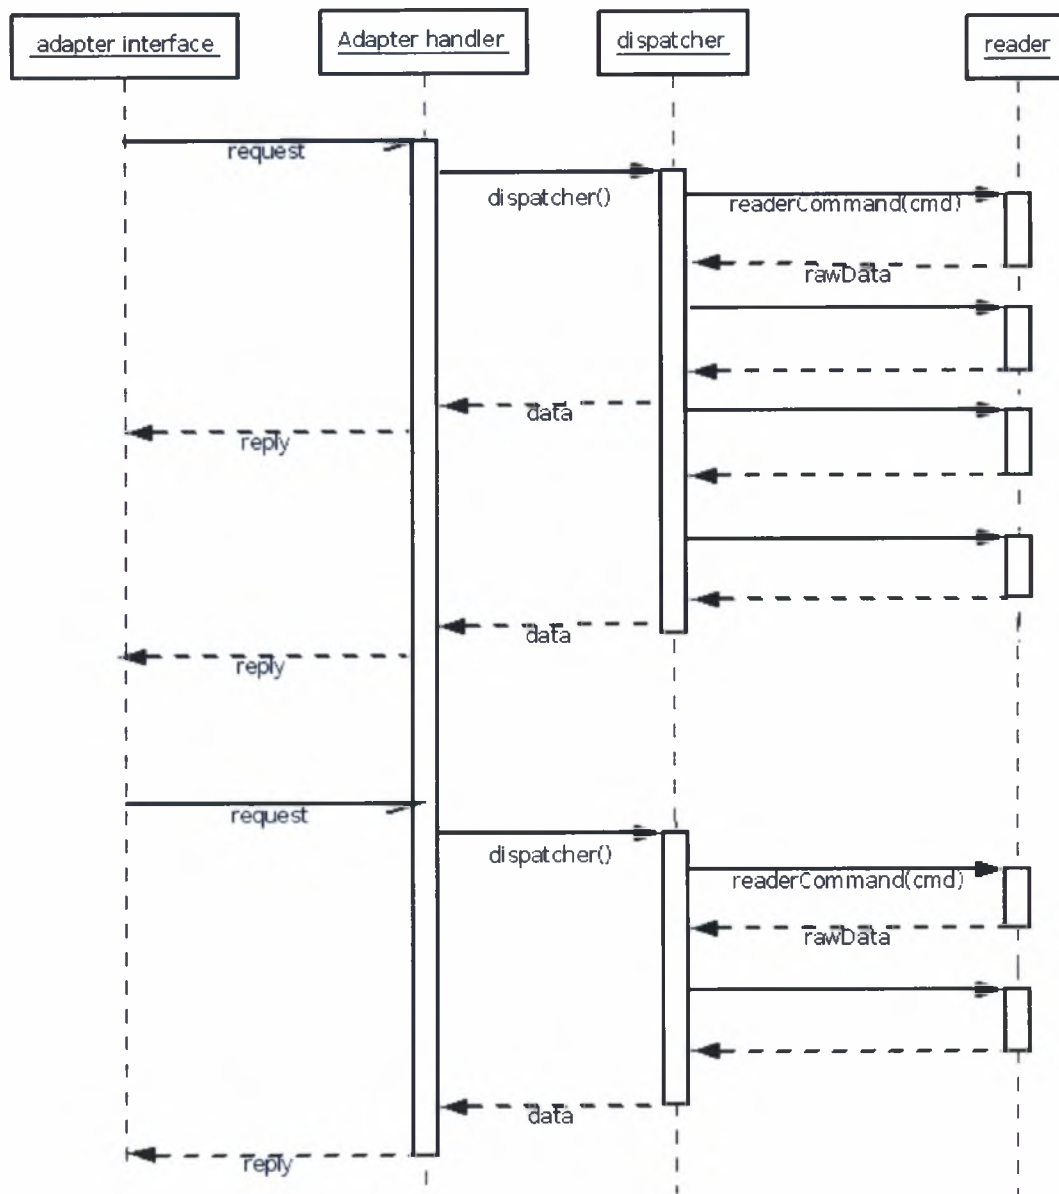 adapter interface
Adapter handler
dispatcher
reader
request
dispatcher()
readerCommand(cmd)
rawData
data
reply
data
reply
request
dispatcher()
readerCommand(cmd)
rawData
data
reply